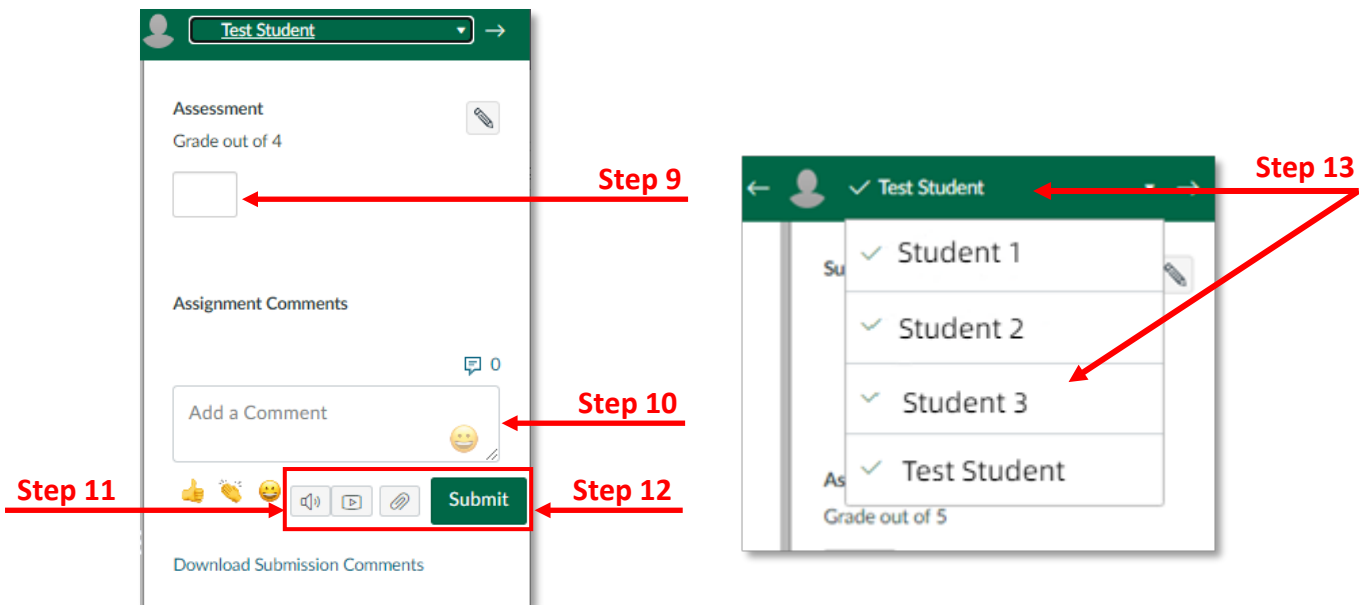 Test Student
Assessment
Grade out of 4
Step 9
Assignment Comments
0
Add a Comment
Step 10
Step 11
Submit
Step 12
Download Submission Comments
Step 13
Test Student
Su
Student 1
Student 2
Student 3
As
Test Student
Grade out of 5